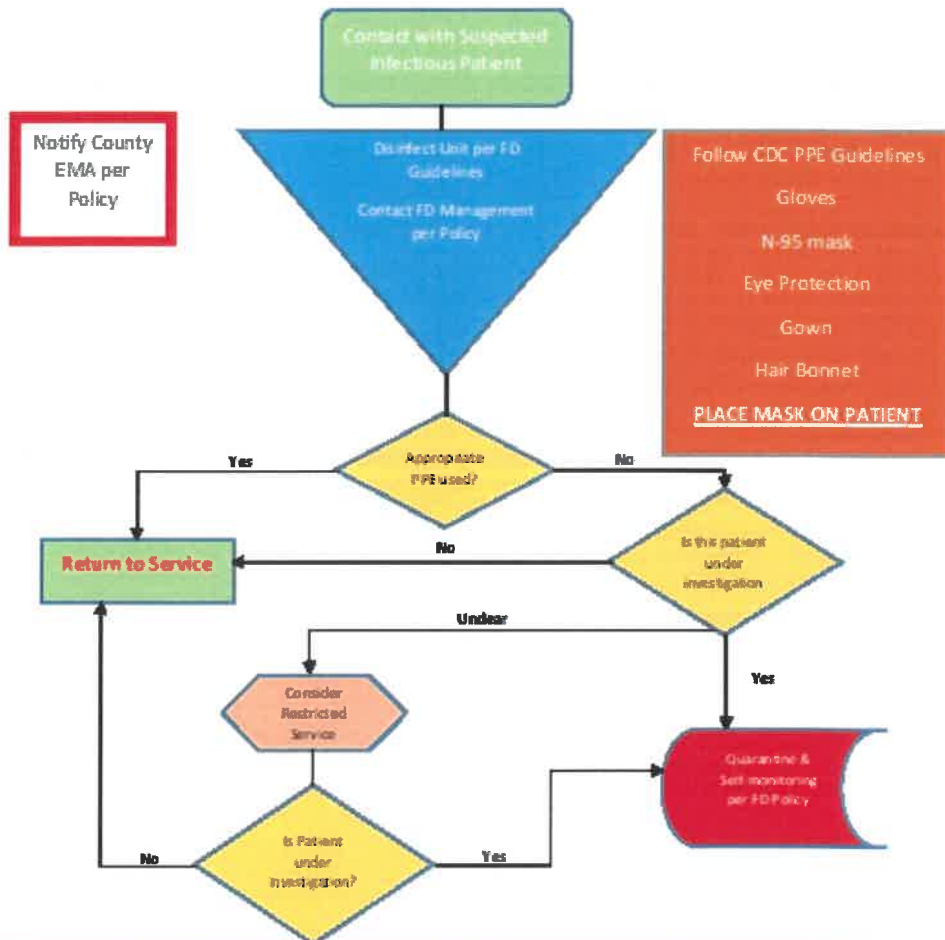 Contact with Suspected
Infectious Patient
Notify County
EMA per
Policy
Disinfect Unit per FD
Guidelines
Contact FD Management
per Policy
Follow CDC PPE Guidelines
Gloves
N-95 mask
Eye Protection
Gown
Hair Bonnet
PLACE MASK ON PATIENT
Yes
Appropriate
PPE used?
No
Return to Service
No
Is this patient
under
investigation
Unclear
Consider
Restricted
Service
Yes
Quarantine &
Self monitoring
per FD Policy
No
Is Patient
under
investigation?
Yes